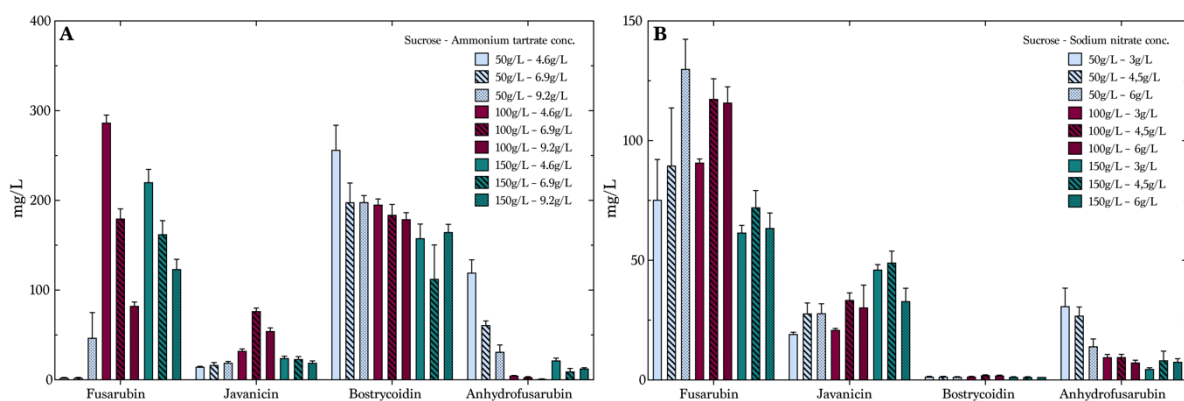 A
Sucrose - Ammonium tartrate conc.
50g/L – 4.6g/L
50g/L – 6.9g/L
50g/L – 9.2g/L
100g/L – 4.6g/L
100g/L – 6.9g/L
100g/L – 9.2g/L
150g/L – 4.6g/L
150g/L – 6.9g/L
150g/L – 9.2g/L
mg/L
400
300
200
100
0
Fusarubin
Javanicin
Bostrycoidin
Anhydrofusarubin
B
Sucrose - Sodium nitrate conc.
50g/L – 3g/L
50g/L – 4,5g/L
50g/L – 6g/L
100g/L – 3g/L
100g/L – 4,5g/L
100g/L – 6g/L
150g/L – 3g/L
150g/L – 4,5g/L
150g/L – 6g/L
mg/L
150
100
50
0
Fusarubin
Javanicin
Bostrycoidin
Anhydrofusarubin